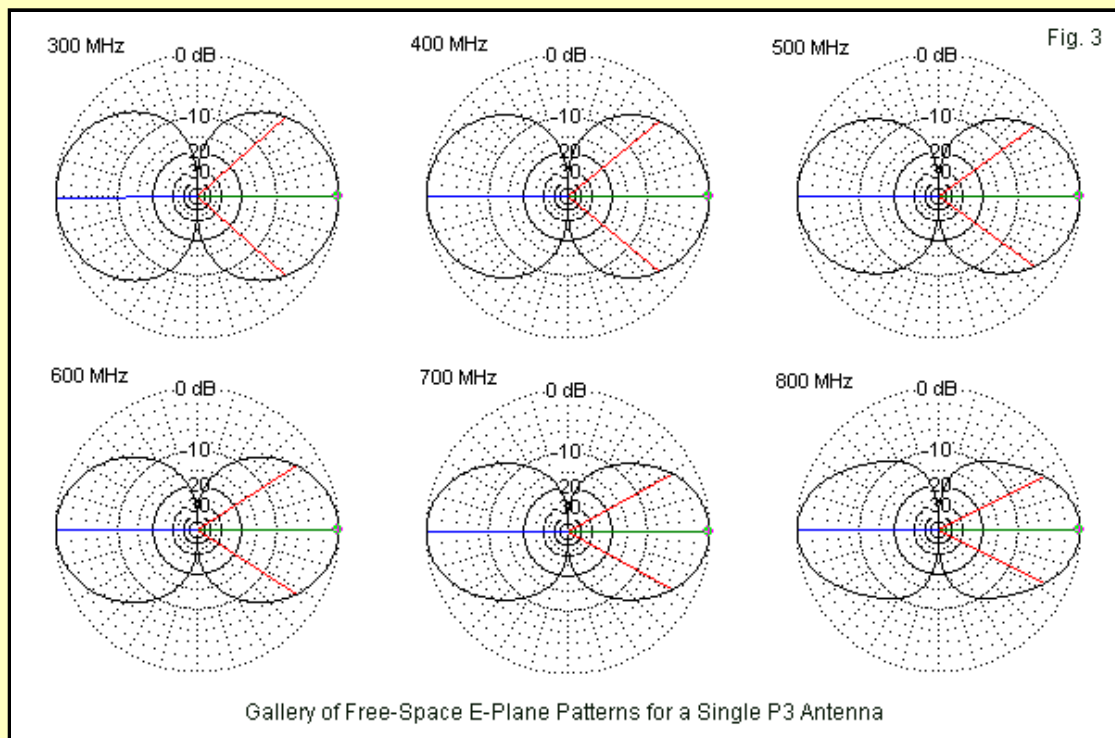 Fig. 3
300 MHz
0 dB
-10
20
30
400 MHz
0 dB
-10
20
30
500 MHz
0 dB
-10
20
30
600 MHz
0 dB
-10
20
30
700 MHz
0 dB
-10
20
30
800 MHz
0 dB
-10
20
30
Gallery of Free-Space E-Plane Patterns for a Single P3 Antenna